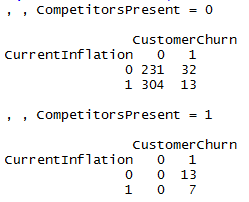 , , CompetitorsPresent = 0
CustomerChurn
CurrentInflation 0 1
0 231 32
1 304 13
, , CompetitorsPresent = 1
CustomerChurn
CurrentInflation 0 1
0 0 13
1 0 7